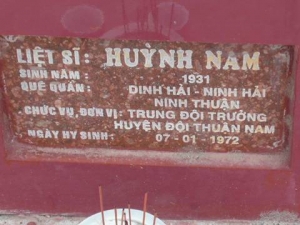 LIỆT SĨ : HUỲNH NAM
SINH NĂM : 1931
QUÊ QUÁN : DINH HẢI - NINH HẢI
NINH THUẬN
CHỨC VỤ, ĐƠN VỊ : TRUNG ĐỘI TRƯỞNG
HUYỆN ĐỘI THUẬN NAM
NGÀY HY SINH : 07 - 01 - 1972